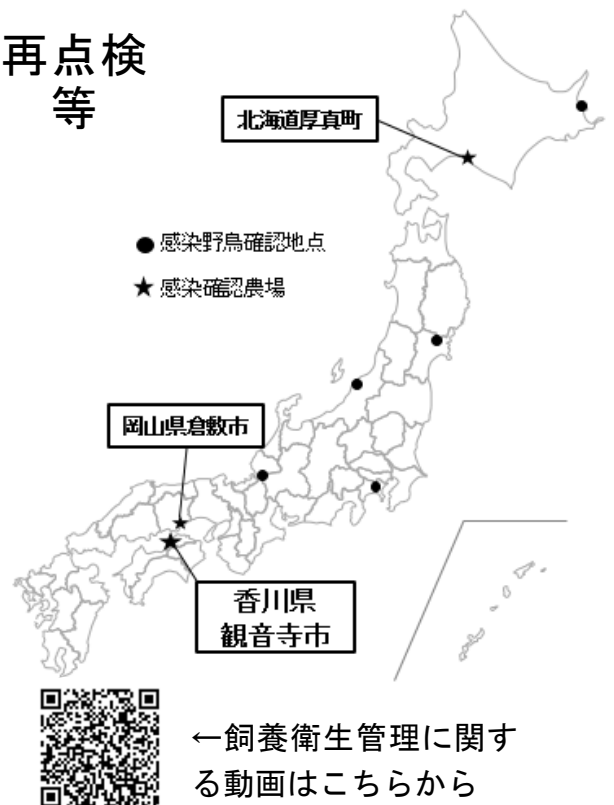 再点検
等
北海道厚真町
● 感染野鳥確認地点
★ 感染確認農場
岡山県倉敷市
香川県
観音寺市
←飼養衛生管理に関す
る動画はこちらから